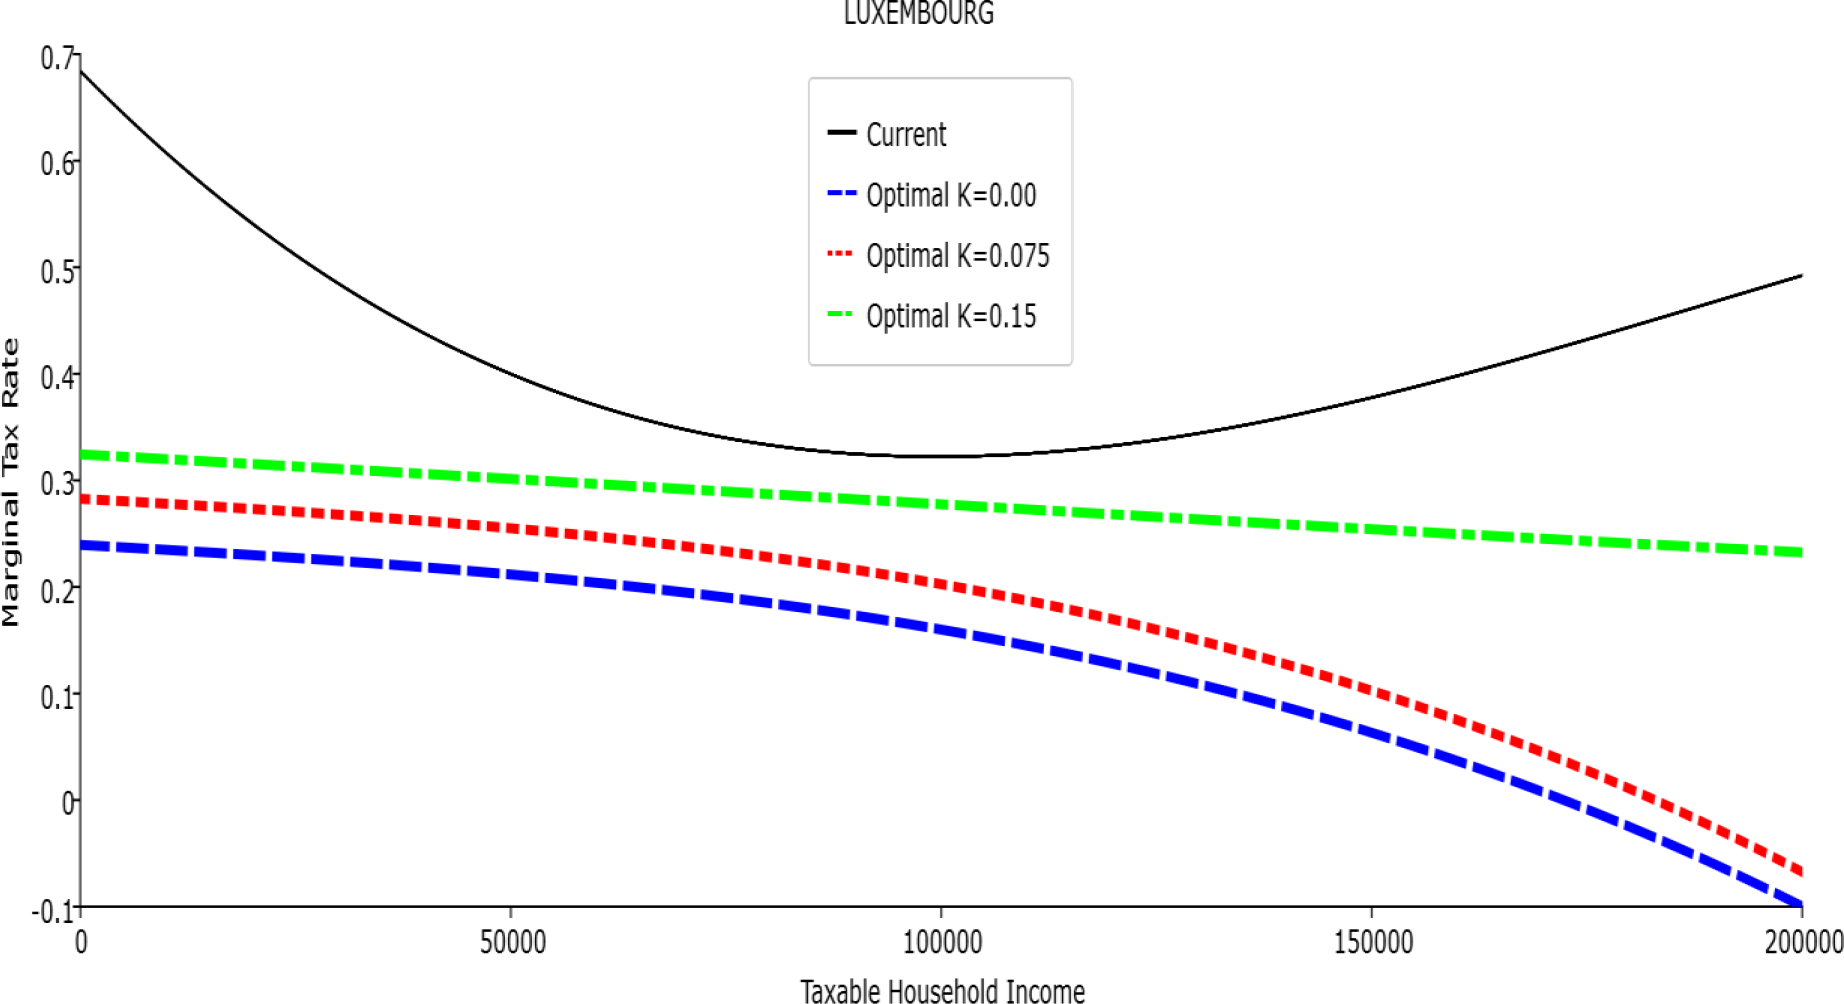 LUXEMBOURG
0.7
0.6
0.5
0.4
0.3
0.2
0.1
0
-0.1
Marginal Tax Rate
Current
Optimal K=0.00
Optimal K=0.075
Optimal K=0.15
0 50000 100000 150000 200000
Taxable Household Income